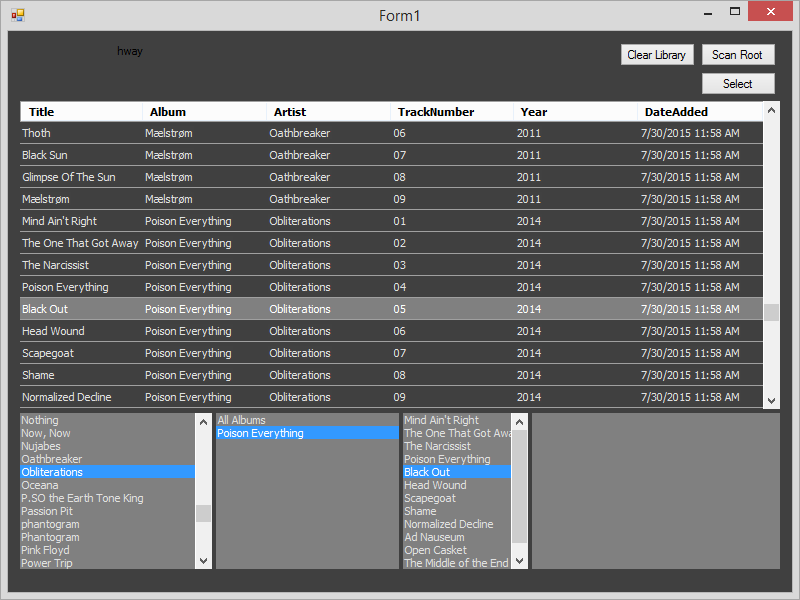 Form1
hway
Clear Library
Scan Root
Select
Title Album Artist TrackNumber Year DateAdded
Thoth Mælstrøm Oathbreaker 06 2011 7/30/2015 11:58 AM
Black Sun Mælstrøm Oathbreaker 07 2011 7/30/2015 11:58 AM
Glimpse Of The Sun Mælstrøm Oathbreaker 08 2011 7/30/2015 11:58 AM
Mælstrøm Mælstrøm Oathbreaker 09 2011 7/30/2015 11:58 AM
Mind Ain't Right Poison Everything Obliterations 01 2014 7/30/2015 11:58 AM
The One That Got Away Poison Everything Obliterations 02 2014 7/30/2015 11:58 AM
The Narcissist Poison Everything Obliterations 03 2014 7/30/2015 11:58 AM
Poison Everything Poison Everything Obliterations 04 2014 7/30/2015 11:58 AM
Black Out Poison Everything Obliterations 05 2014 7/30/2015 11:58 AM
Head Wound Poison Everything Obliterations 06 2014 7/30/2015 11:58 AM
Scapegoat Poison Everything Obliterations 07 2014 7/30/2015 11:58 AM
Shame Poison Everything Obliterations 08 2014 7/30/2015 11:58 AM
Normalized Decline Poison Everything Obliterations 09 2014 7/30/2015 11:58 AM
Nothing
Now, Now
Nujabes
Oathbreaker
Obliterations
Oceana
P.SO the Earth Tone King
Passion Pit
phantogram
Phantogram
Pink Floyd
Power Trip
All Albums
Poison Everything
Mind Ain't Right
The One That Got Awa
The Narcissist
Poison Everything
Black Out
Head Wound
Scapegoat
Shame
Normalized Decline
Ad Nauseum
Open Casket
The Middle of the End